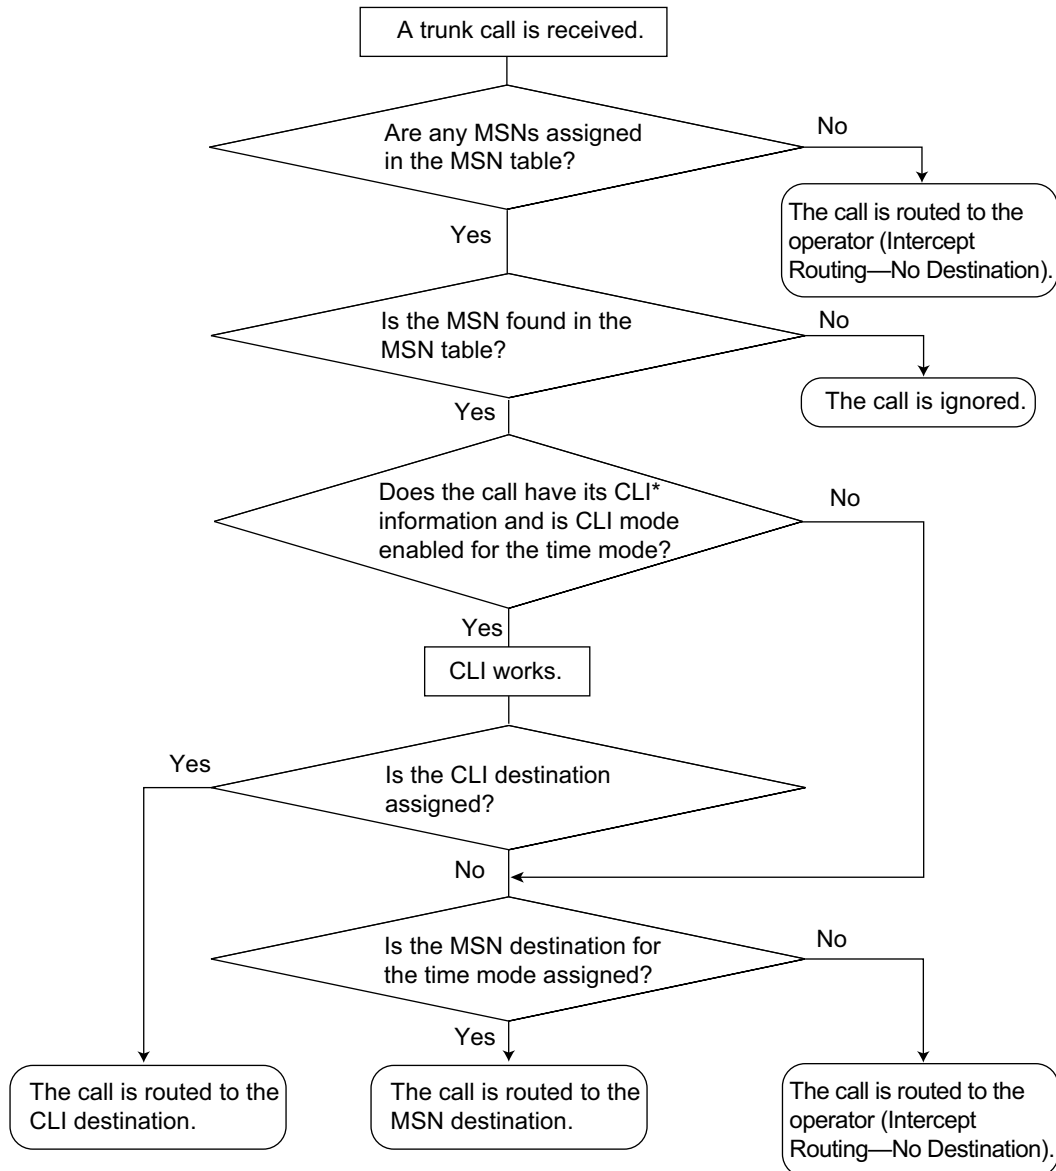 A trunk call is received.
Are any MSNs assigned
in the MSN table?
No
The call is routed to the
operator (Intercept
Routing—No Destination).
Yes
Is the MSN found in the
MSN table?
No
The call is ignored.
Yes
Does the call have its CLI*
information and is CLI mode
enabled for the time mode?
No
Yes
CLI works.
Yes
Is the CLI destination
assigned?
No
Is the MSN destination for
the time mode assigned?
No
Yes
The call is routed to the
CLI destination.
The call is routed to the
MSN destination.
The call is routed to the
operator (Intercept
Routing—No Destination).